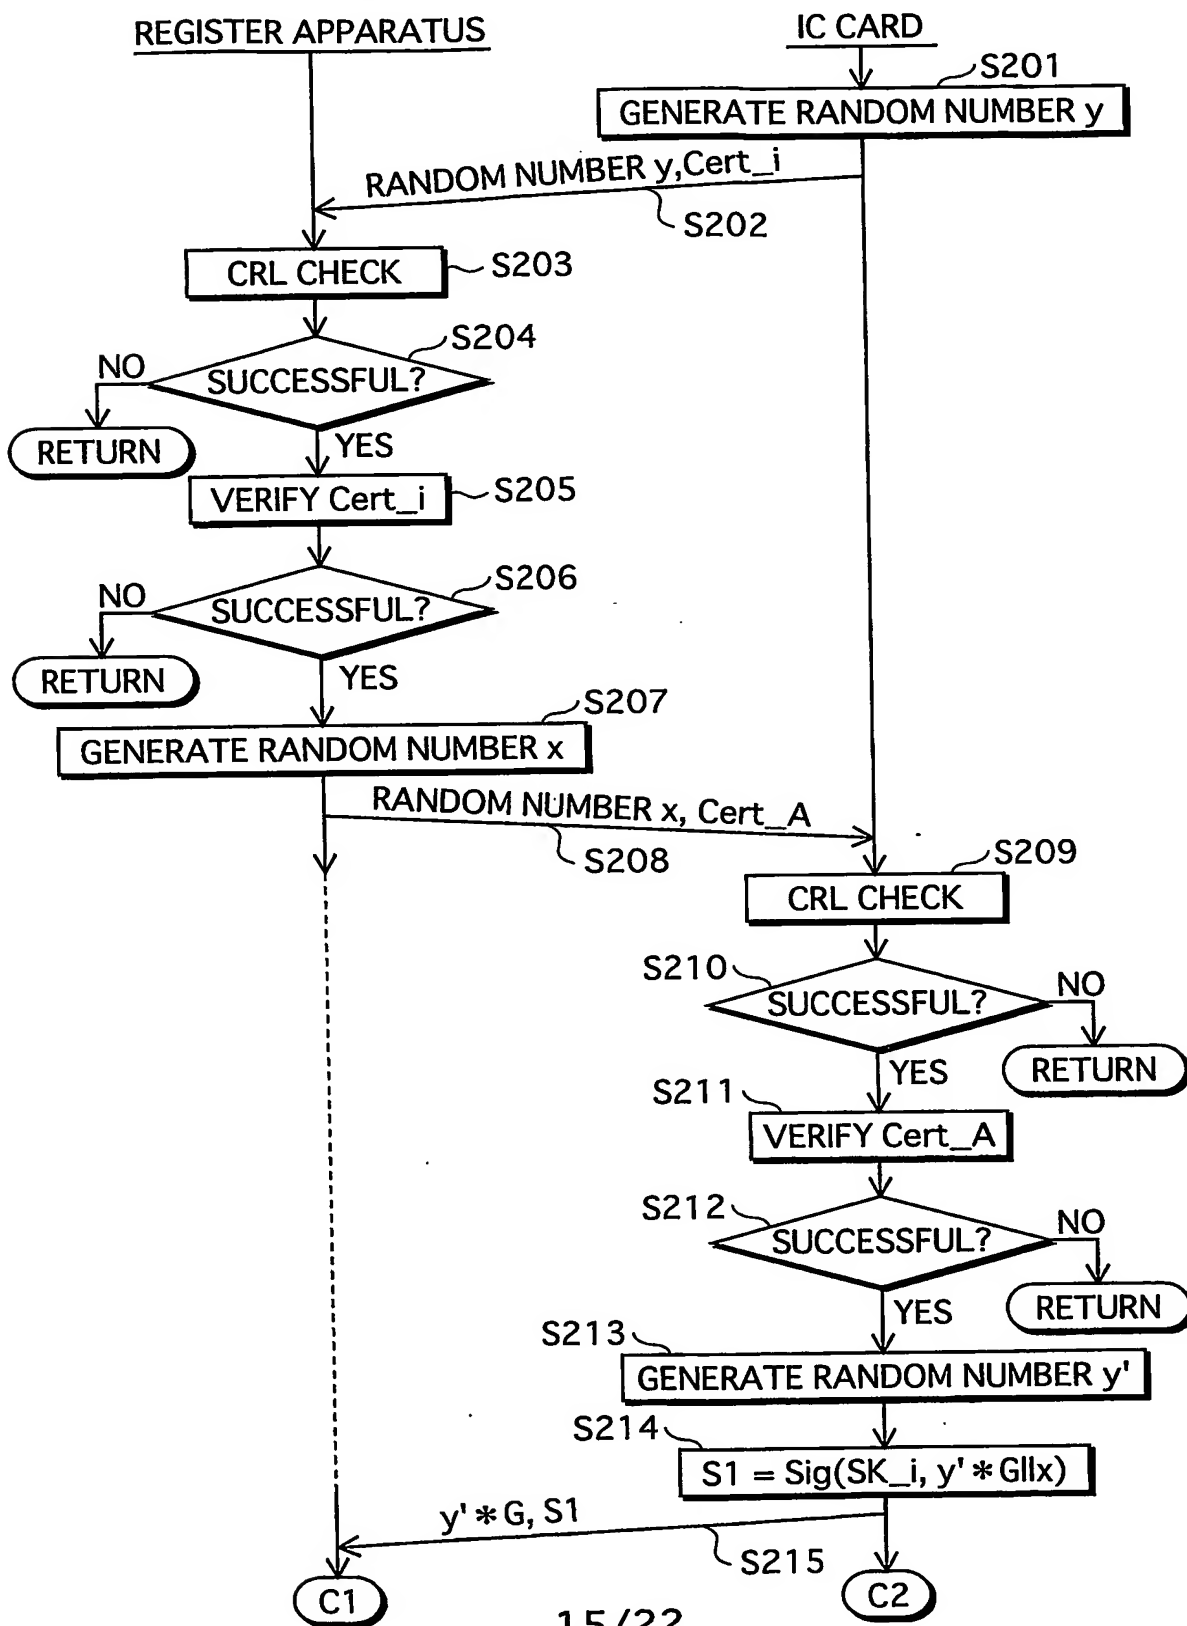 REGISTER APPARATUS
IC CARD
S201
GENERATE RANDOM NUMBER y
RANDOM NUMBER y,Cert_i
S202
CRL CHECK
S203
S204
SUCCESSFUL?
NO
RETURN
YES
VERIFY Cert_i
S205
S206
SUCCESSFUL?
NO
RETURN
YES
S207
GENERATE RANDOM NUMBER x
RANDOM NUMBER x, Cert_A
S208
S209
CRL CHECK
S210
SUCCESSFUL?
NO
RETURN
YES
S211
VERIFY Cert_A
S212
SUCCESSFUL?
NO
RETURN
YES
S213
GENERATE RANDOM NUMBER y'
S214
S1 = Sig(SK_i, y'*G||x)
y'*G, S1
S215
C1
C2
15/22